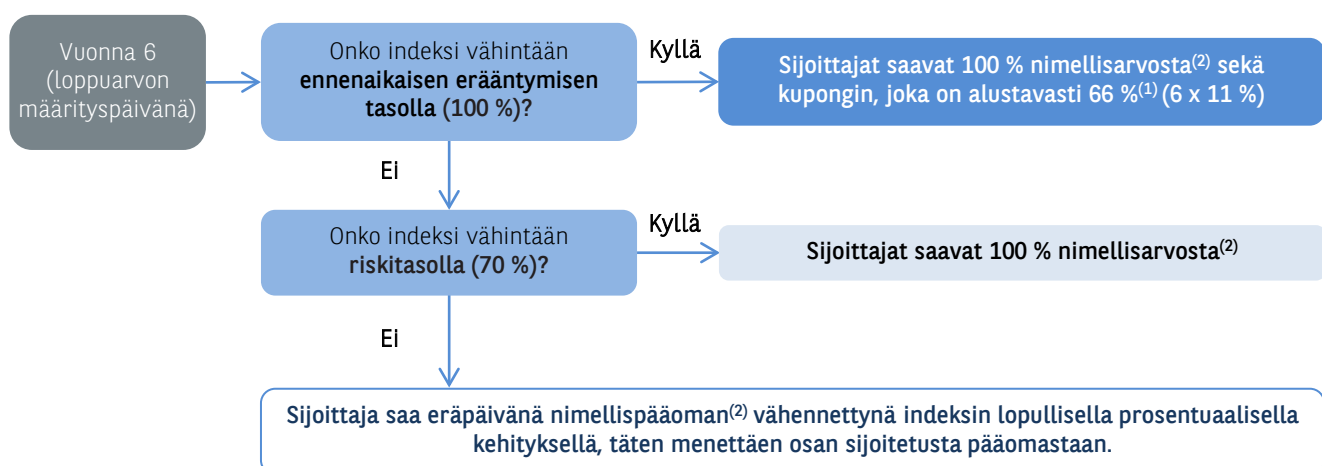 Vuonna 6
(loppuarvon
määrityspäivänä)
Onko indeksi vähintään
ennenaikaisen erääntymisen
tasolla (100 %)?
Kyllä
Sijoittajat saavat 100 % nimellisarvosta(2) sekä
kupongin, joka on alustavasti 66 %(1) (6 x 11 %)
Ei
Onko indeksi vähintään
riskitasolla (70 %)?
Kyllä
Sijoittajat saavat 100 % nimellisarvosta(2)
Ei
Sijoittaja saa eräpäivänä nimellispääoman(2) vähennettynä indeksin lopullisella prosentuaalisella
kehityksellä, täten menettäen osan sijoitetusta pääomastaan.